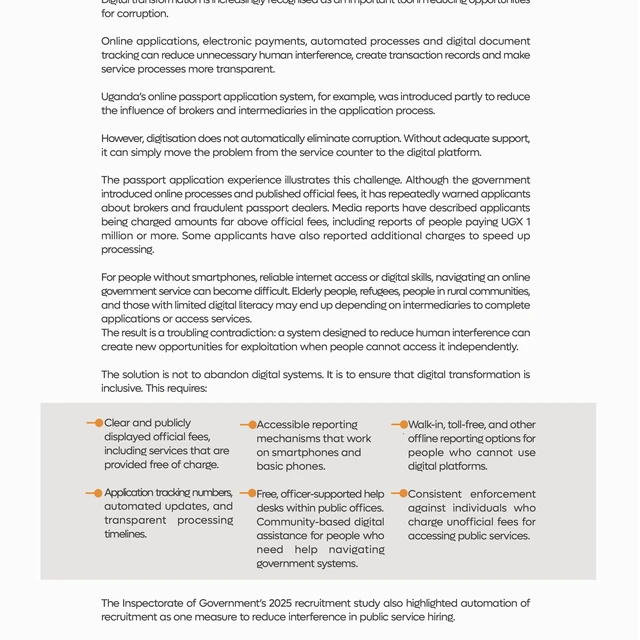 Digital transformation is increasingly recognised as an important tool in reducing opportunities
for corruption.
Online applications, electronic payments, automated processes and digital document
tracking can reduce unnecessary human interference, create transaction records and make
service processes more transparent.
Uganda's online passport application system, for example, was introduced partly to reduce
the influence of brokers and intermediaries in the application process.
However, digitisation does not automatically eliminate corruption. Without adequate support,
it can simply move the problem from the service counter to the digital platform.
The passport application experience illustrates this challenge. Although the government
introduced online processes and published official fees, it has repeatedly warned applicants
about brokers and fraudulent passport dealers. Media reports have described applicants
being charged amounts far above official fees, including reports of people paying UGX 1
million or more. Some applicants have also reported additional charges to speed up
processing.
For people without smartphones, reliable internet access or digital skills, navigating an online
government service can become difficult. Elderly people, refugees, people in rural communities,
and those with limited digital literacy may end up depending on intermediaries to complete
applications or access services.
The result is a troubling contradiction: a system designed to reduce human interference can
create new opportunities for exploitation when people cannot access it independently.
The solution is not to abandon digital systems. It is to ensure that digital transformation is
inclusive. This requires:
Clear and publicly
displayed official fees,
including services that are
provided free of charge.
Accessible reporting
mechanisms that work
on smartphones and
basic phones.
Walk-in, toll-free, and other
offline reporting options for
people who cannot use
digital platforms.
Application tracking numbers,
automated updates, and
transparent processing
timelines.
Free, officer-supported help
desks within public offices.
Community-based digital
assistance for people who
need help navigating
government systems.
Consistent enforcement
against individuals who
charge unofficial fees for
accessing public services.
The Inspectorate of Government's 2025 recruitment study also highlighted automation of
recruitment as one measure to reduce interference in public service hiring.